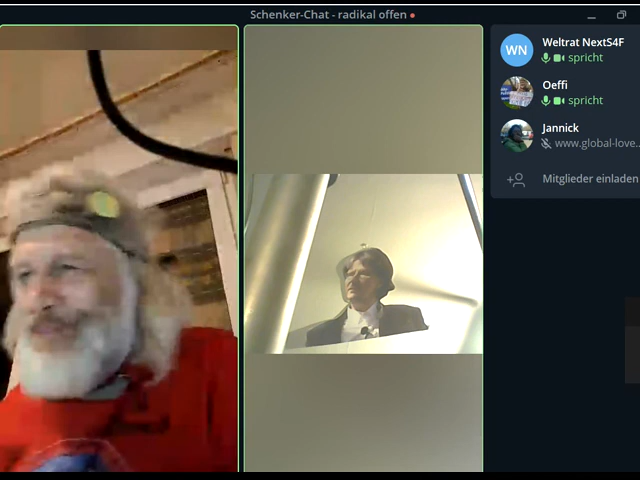 Schenker-Chat - radikal offen
WN
Weltrat NextS4F
spricht
Oeffi
spricht
Jannick
www.global-love...
Mitglieder einladen